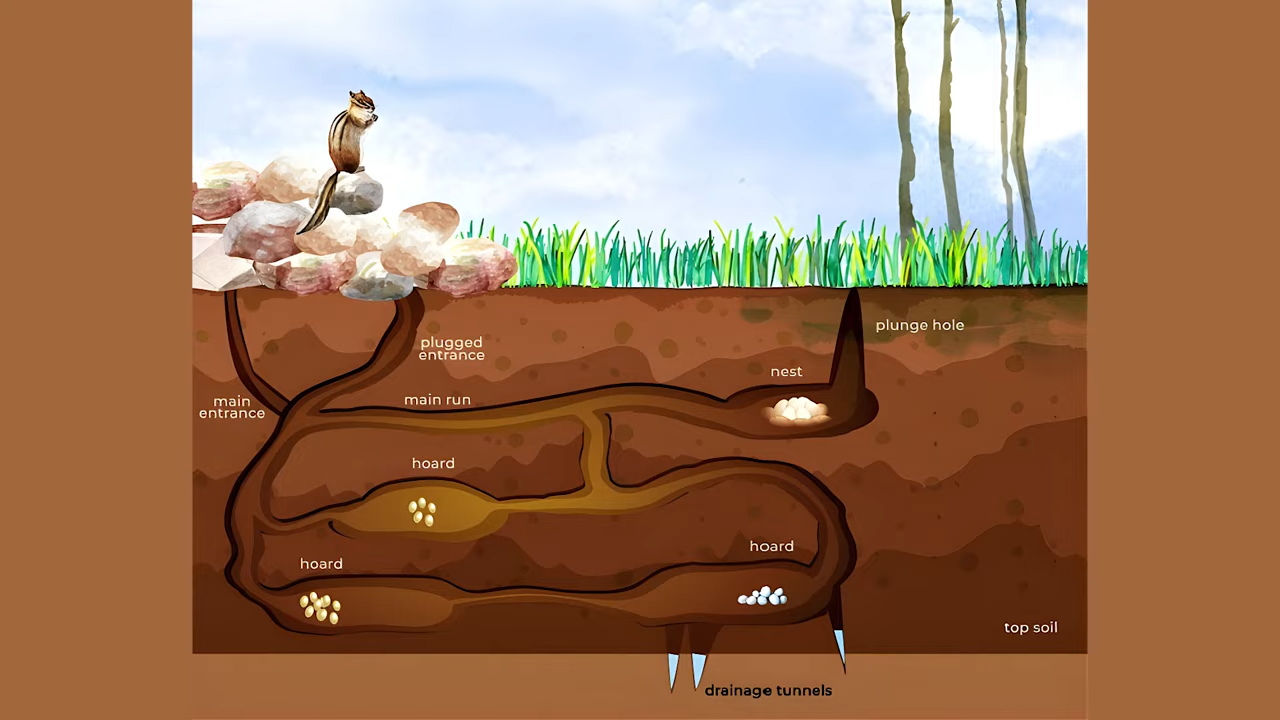 plunge hole
plugged
entrance
nest
main
entrance
main run
hoard
hoard
hoard
top soil
drainage tunnels